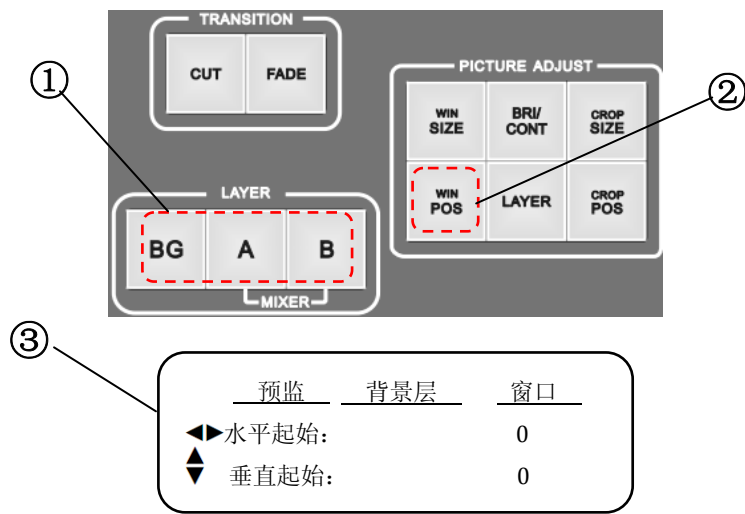 TRANSITION
CUT FADE
①
PICTURE ADJUST
②
WIN SIZE
BRI/ CONT
CROP SIZE
WIN POS
LAYER
CROP POS
LAYER
BG A B
MIXER
③
预监 背景层 窗口
水平起始： 0
垂直起始： 0